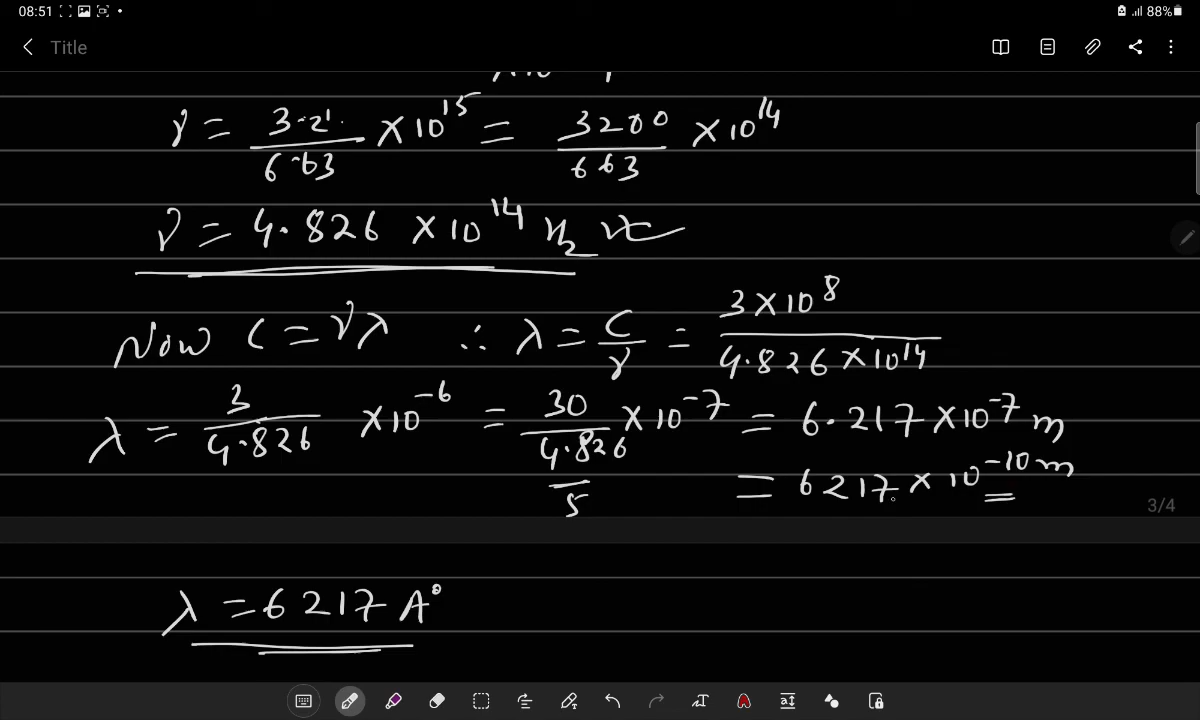 08:51 88%
Title
γ = 3.2 / 6.63 × 10^15 = 3200 / 663 × 10^14
ν = 4.826 × 10^14 Hz
Now C = νλ ∴ λ = C/γ = 3 × 10^8 / 4.826 × 10^14
λ = 3 / 4.826 × 10^-6 = 30 / 4.826 × 10^-7 = 6.217 × 10^-7 m
5 = 6217 × 10^-10 m
3/4
λ = 6217 A°